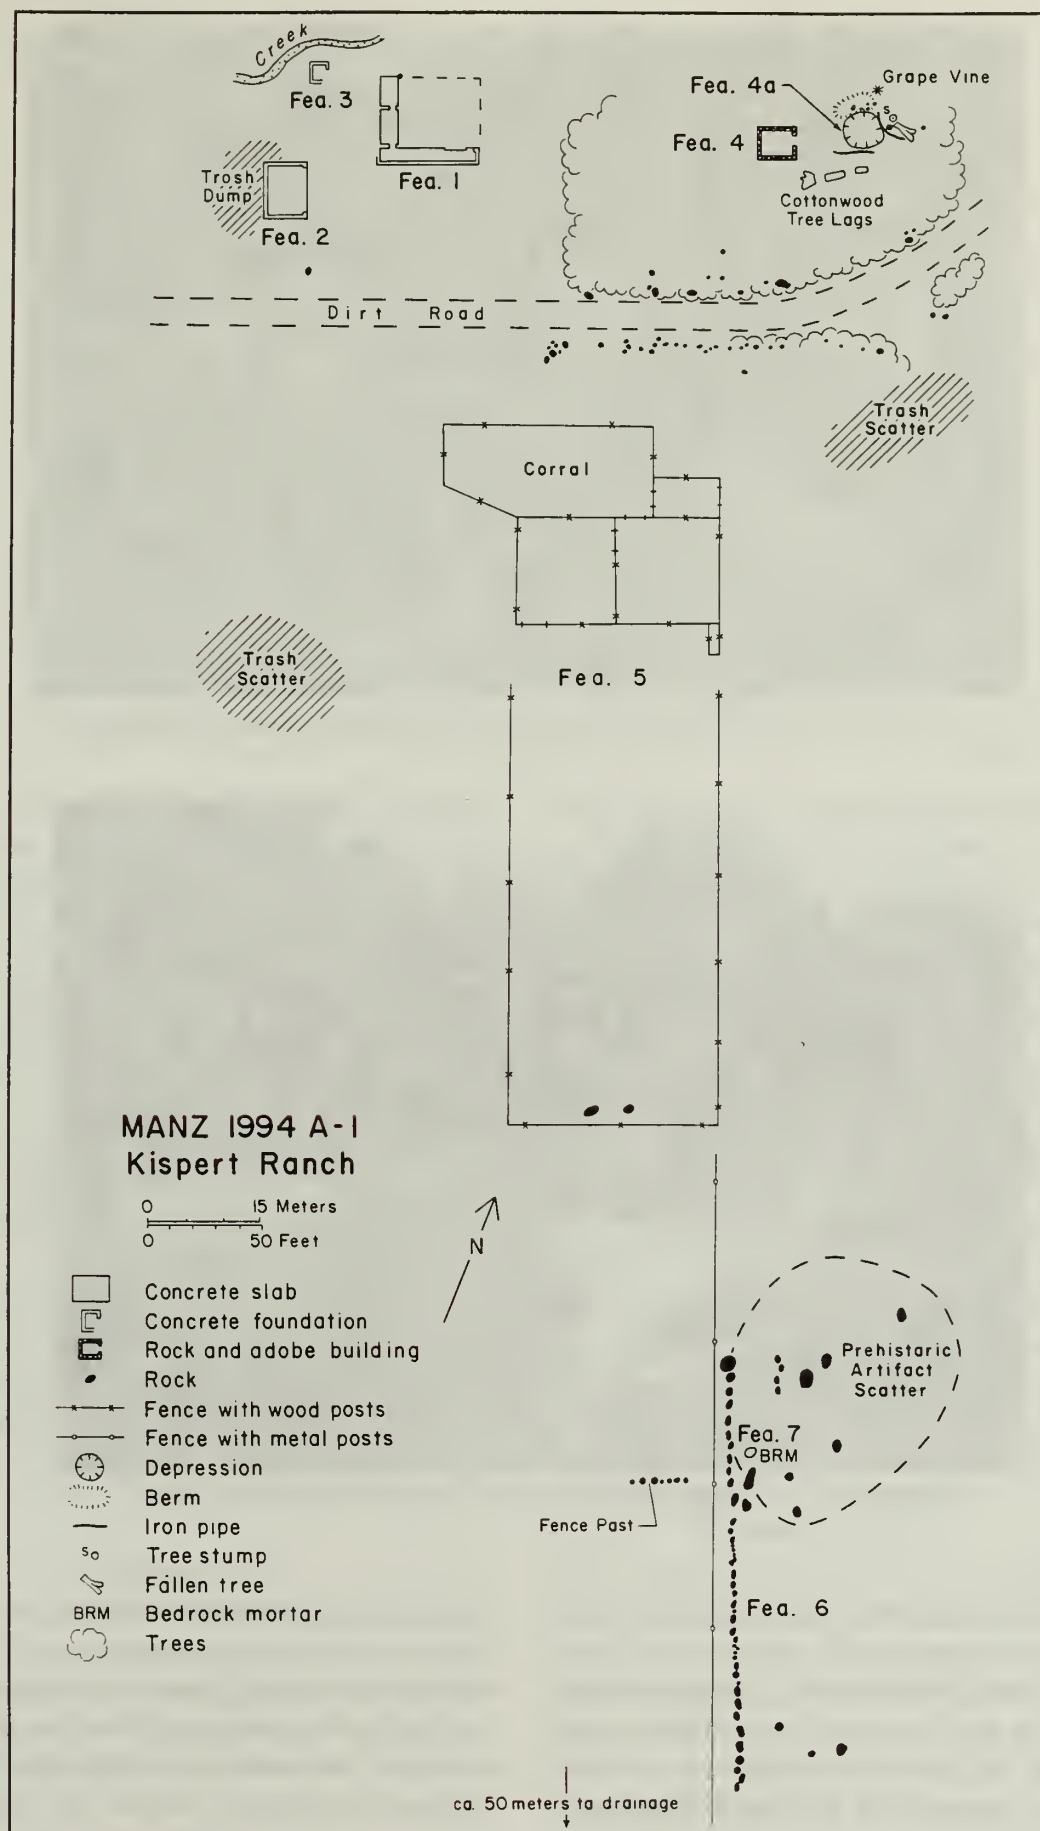 Creek
Fea. 3
Fea. 1
Trosh
Dump
Fea. 2
Fea. 4a
Grape Vine
S
Fea. 4
Cottonwood
Tree Lags
Dirt Road
Trash
Scatter
Corral
Trash
Scatter
Fea. 5
MANZ 1994 A-1
Kispert Ranch
0 15 Meters
0 50 Feet
N
Concrete slab
Concrete foundation
Rock and adobe building
Rock
Fence with wood posts
Fence with metal posts
Depression
Berm
Iron pipe
S Tree stump
Fallen tree
BRM Bedrock mortar
Trees
Prehistaric
Artifact
Scatter
Fea. 7
BRM
Fence Past
Fea. 6
ca. 50 meters ta drainage